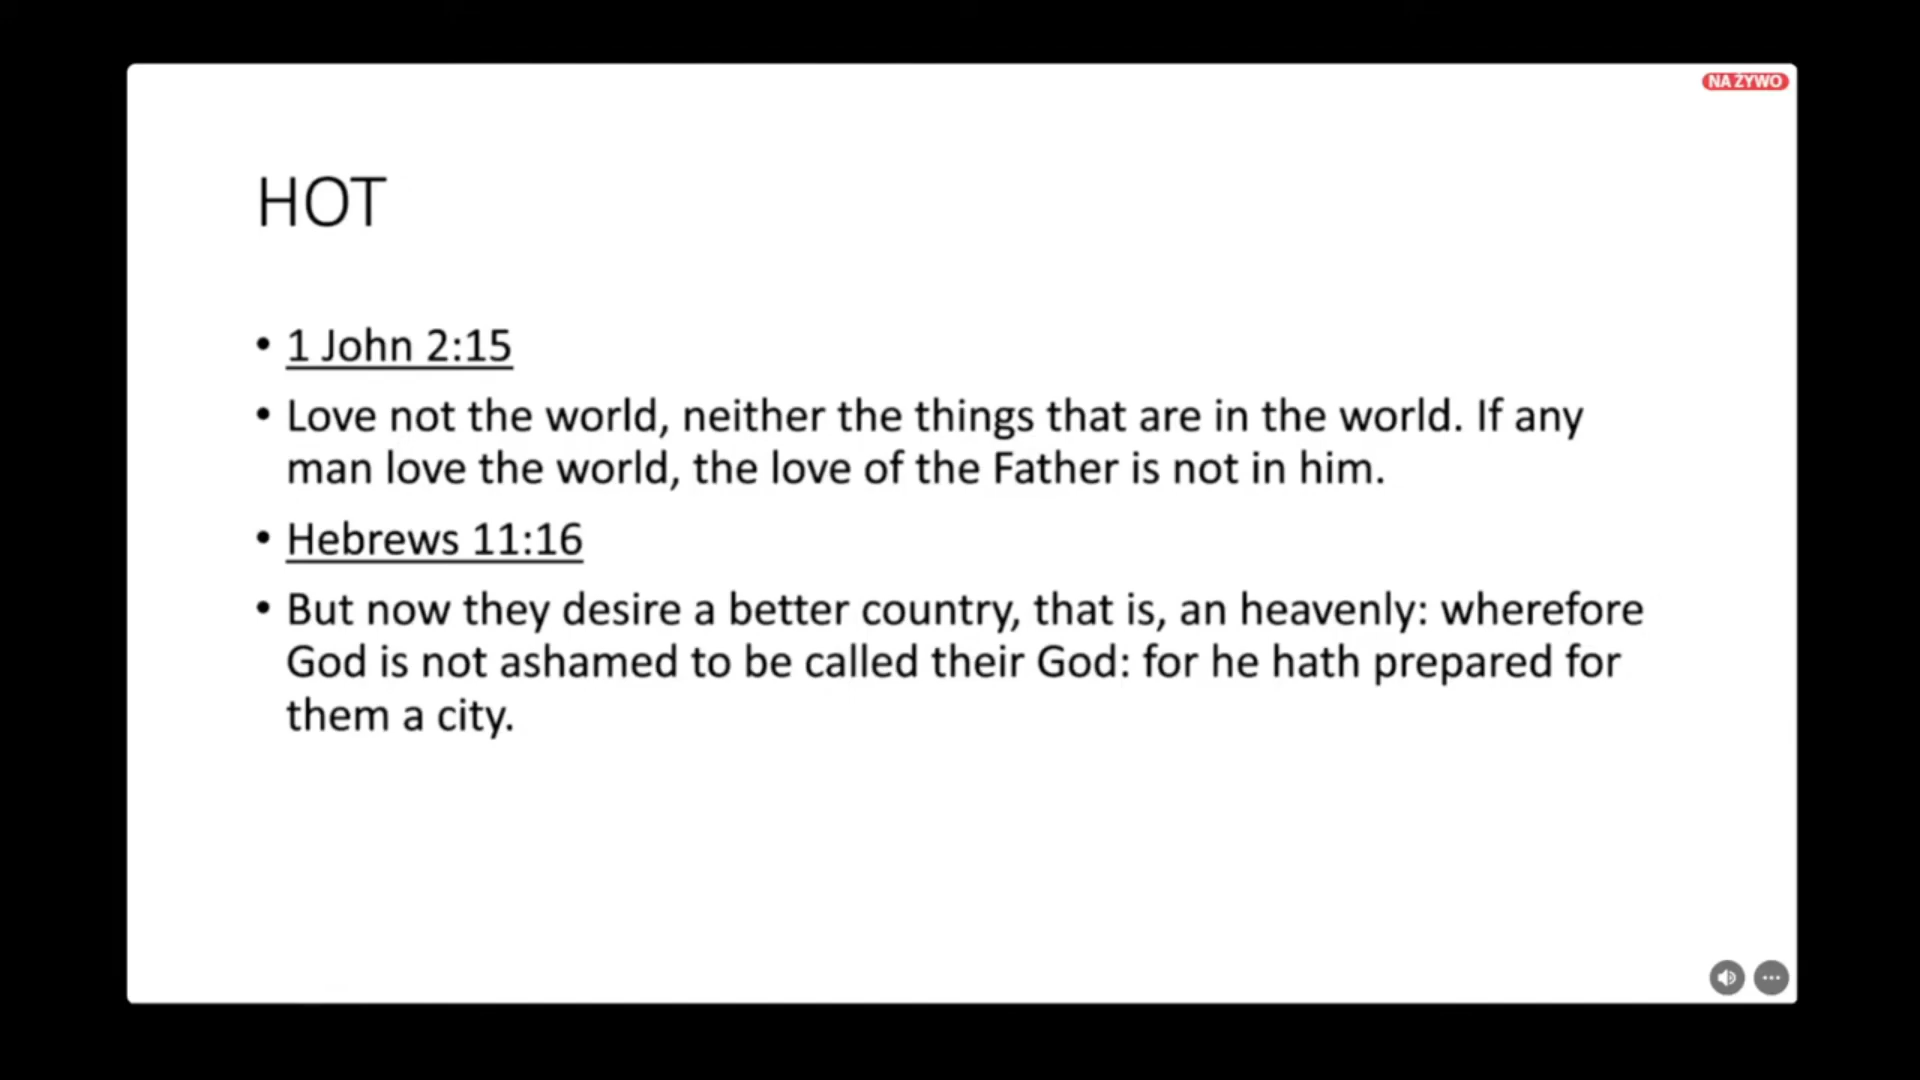 NA ŻYWO
HOT
• 1 John 2:15
• Love not the world, neither the things that are in the world. If any
man love the world, the love of the Father is not in him.
• Hebrews 11:16
• But now they desire a better country, that is, an heavenly: wherefore
God is not ashamed to be called their God: for he hath prepared for
them a city.